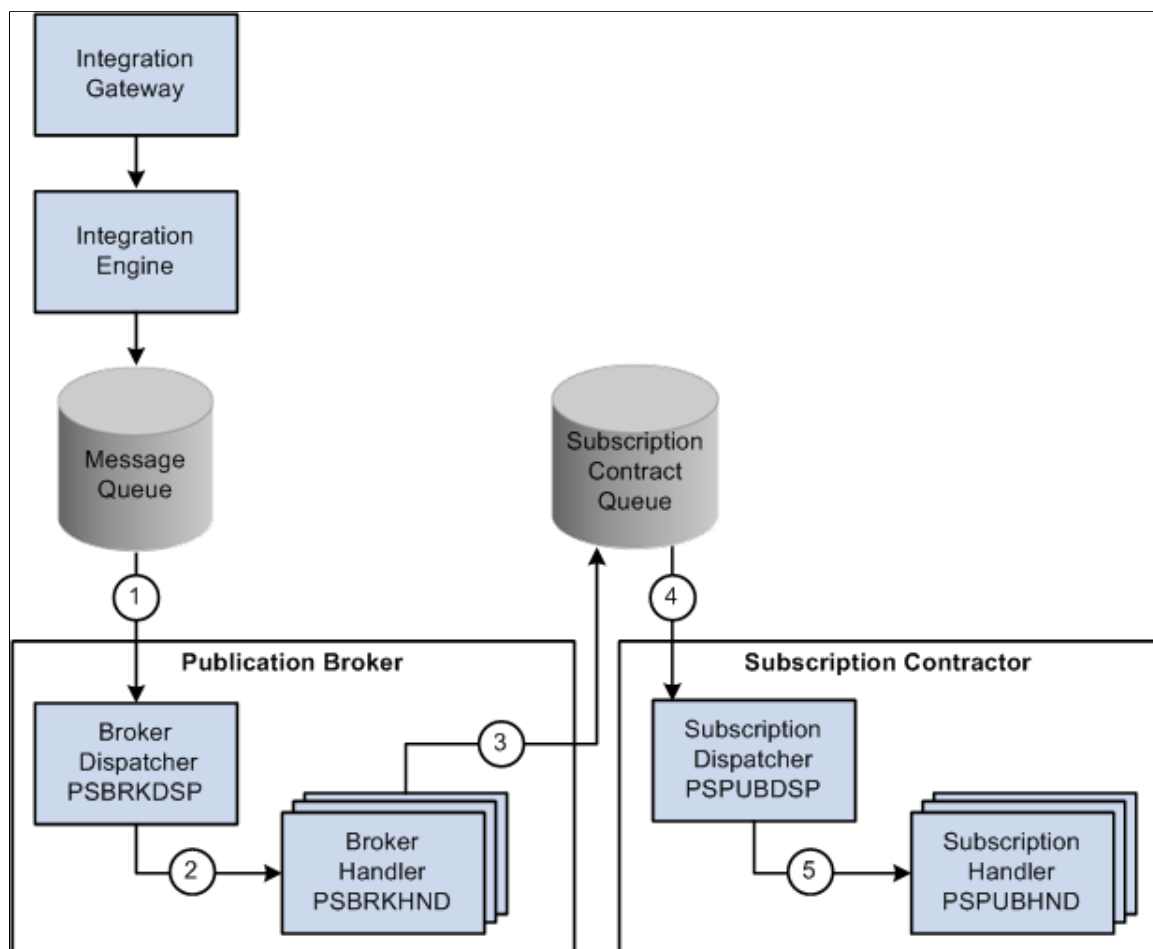 Integration
Gateway
Integration
Engine
Message
Queue
Subscription
Contract
Queue
1
4
Publication Broker
Subscription Contractor
Broker
Dispatcher
PSBRKDSP
3
Subscription
Dispatcher
PSPUBDSP
2
Broker
Handler
PSBRKHND
5
Subscription
Handler
PSPUBHND